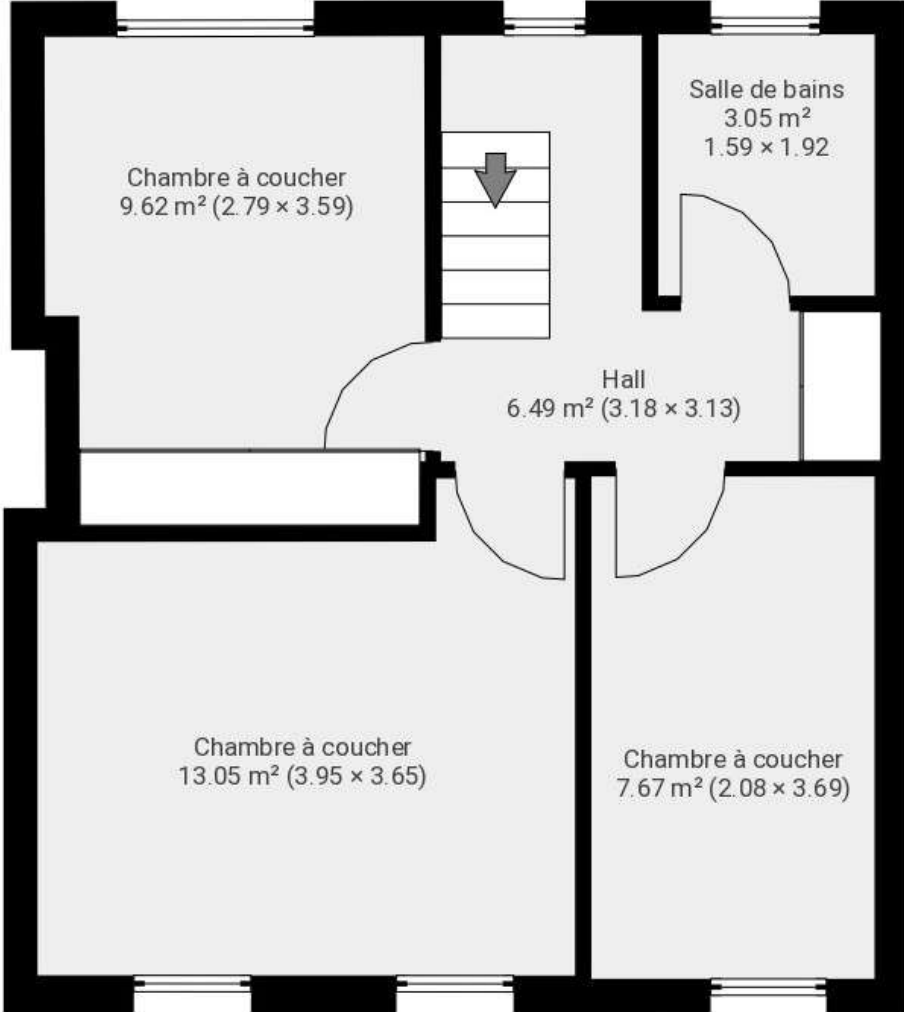 Salle de bains
3.05 m²
1.59 × 1.92
Chambre à coucher
9.62 m² (2.79 × 3.59)
Hall
6.49 m² (3.18 × 3.13)
Chambre à coucher
13.05 m² (3.95 × 3.65)
Chambre à coucher
7.67 m² (2.08 × 3.69)